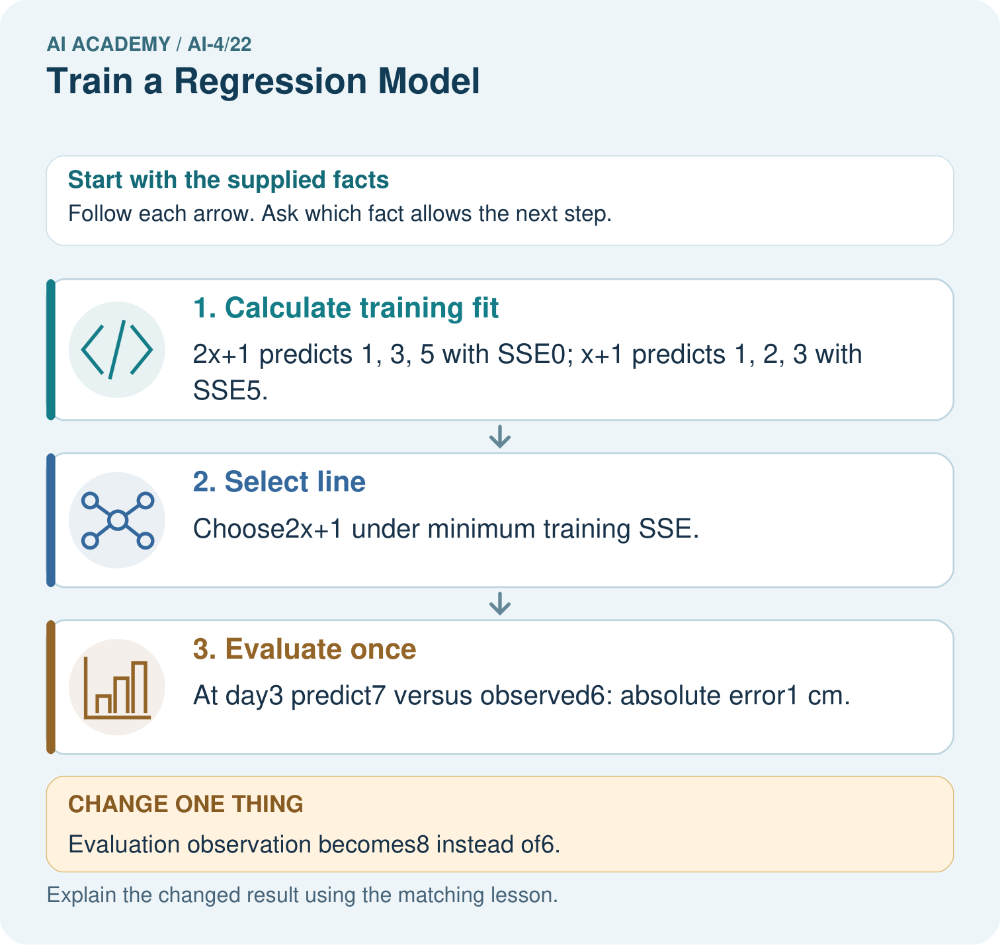 AI ACADEMY / AI-4/22
Train a Regression Model
Start with the supplied facts
Follow each arrow. Ask which fact allows the next step.
1. Calculate training fit
2x+1 predicts 1, 3, 5 with SSE0; x+1 predicts 1, 2, 3 with
SSE5.
2. Select line
Choose2x+1 under minimum training SSE.
3. Evaluate once
At day3 predict7 versus observed6: absolute error1 cm.
CHANGE ONE THING
Evaluation observation becomes8 instead of6.
Explain the changed result using the matching lesson.